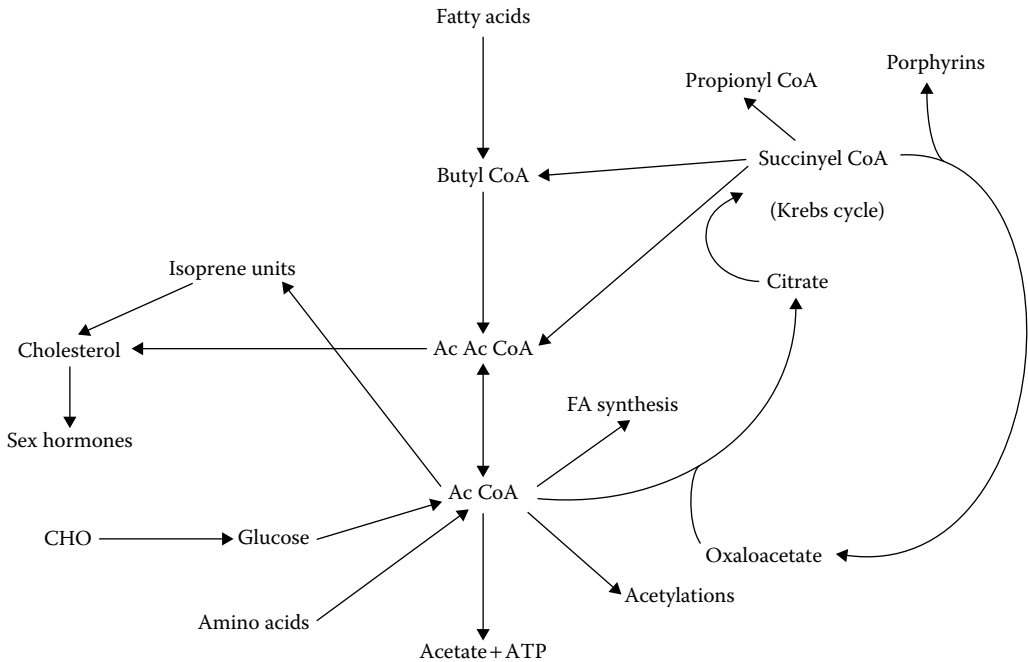 Fatty acids
Porphyrins
Propionyl CoA
Succinyel CoA
Butyl CoA
(Krebs cycle)
Isoprene units
Citrate
Cholesterol
Ac Ac CoA
FA synthesis
Sex hormones
Ac CoA
CHO
Glucose
Oxaloacetate
Acetylations
Amino acids
Acetate+ATP